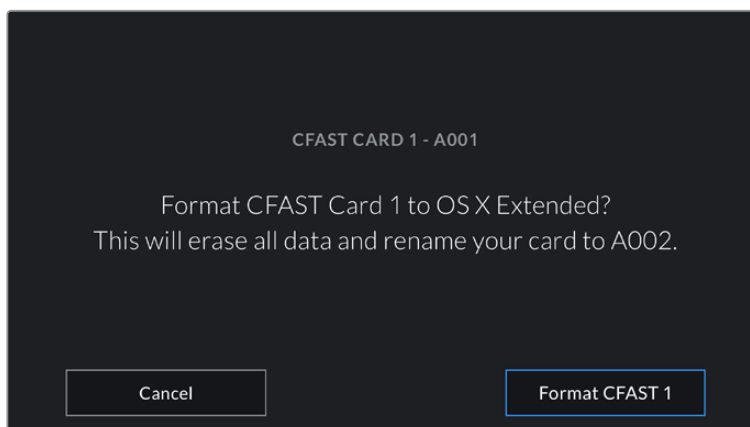 CFAST CARD 1 - A001
Format CFAST Card 1 to OS X Extended?
This will erase all data and rename your card to A002.
Cancel
Format CFAST 1